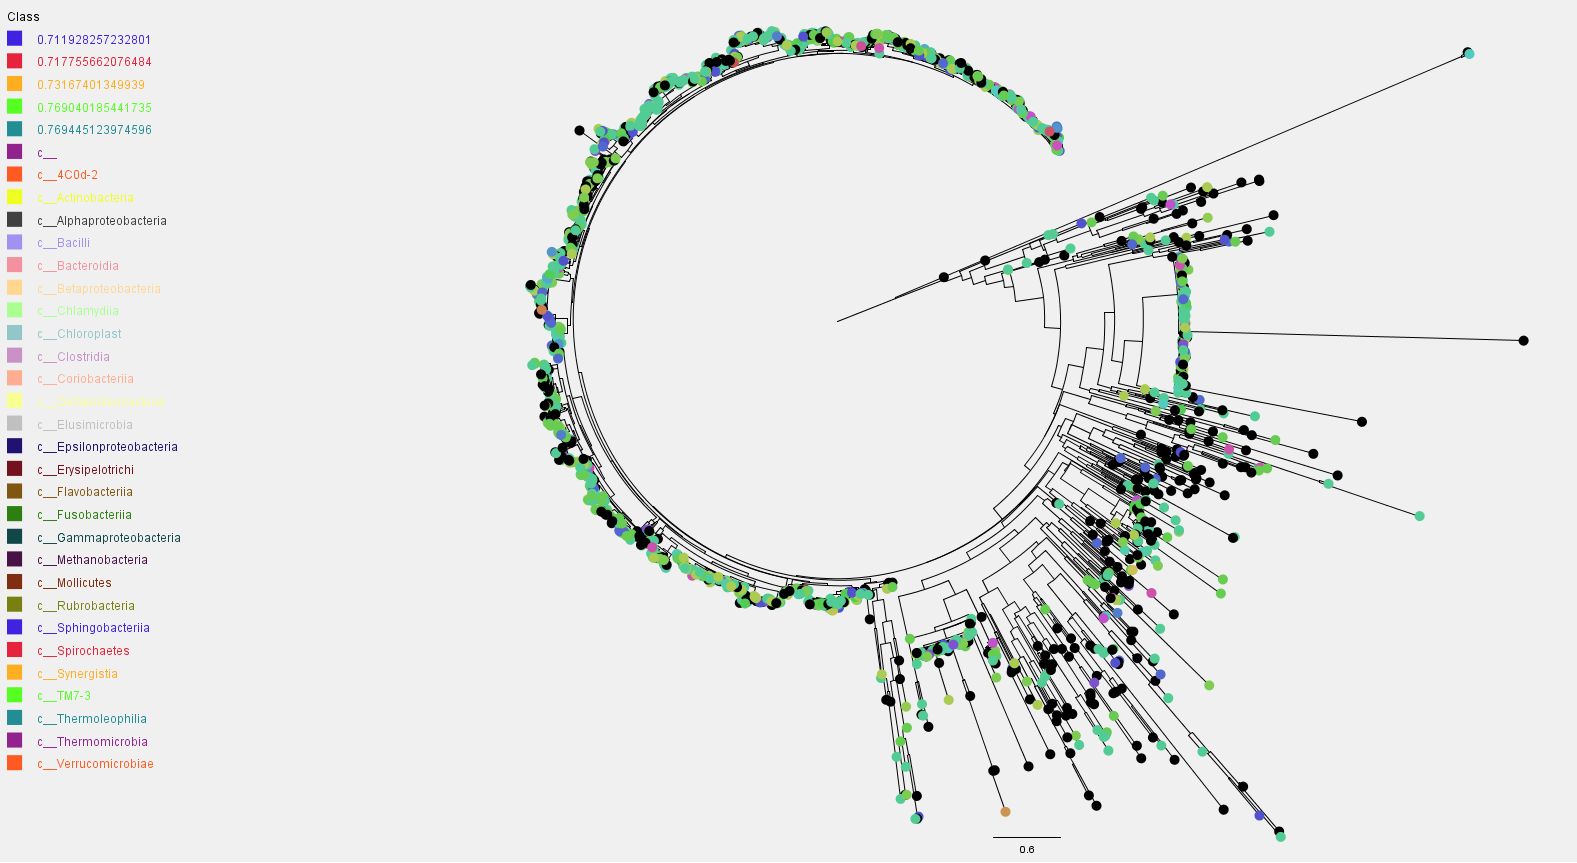 Class
0.711928257232801
0.717755662076484
0.73167401349939
0.769040185441735
0.769445123974596
c__
c__4C0d-2
c__Actinobacteria
c__Alphaproteobacteria
c__Bacilli
c__Bacteroidia
c__Betaproteobacteria
c__Chlamydiia
c__Chloroplast
c__Clostridia
c__Coriobacteriia
c__Elusimicrobia
c__Epsilonproteobacteria
c__Erysipelotrichi
c__Flavobacteriia
c__Fusobacteriia
c__Gammaproteobacteria
c__Methanobacteria
c__Mollicutes
c__Rubrobacteria
c__Sphingobacteriia
c__Spirochaetes
c__Synergistia
c__TM7-3
c__Thermoleophilia
c__Thermomicrobia
c__Verrucomicrobiae
0.6